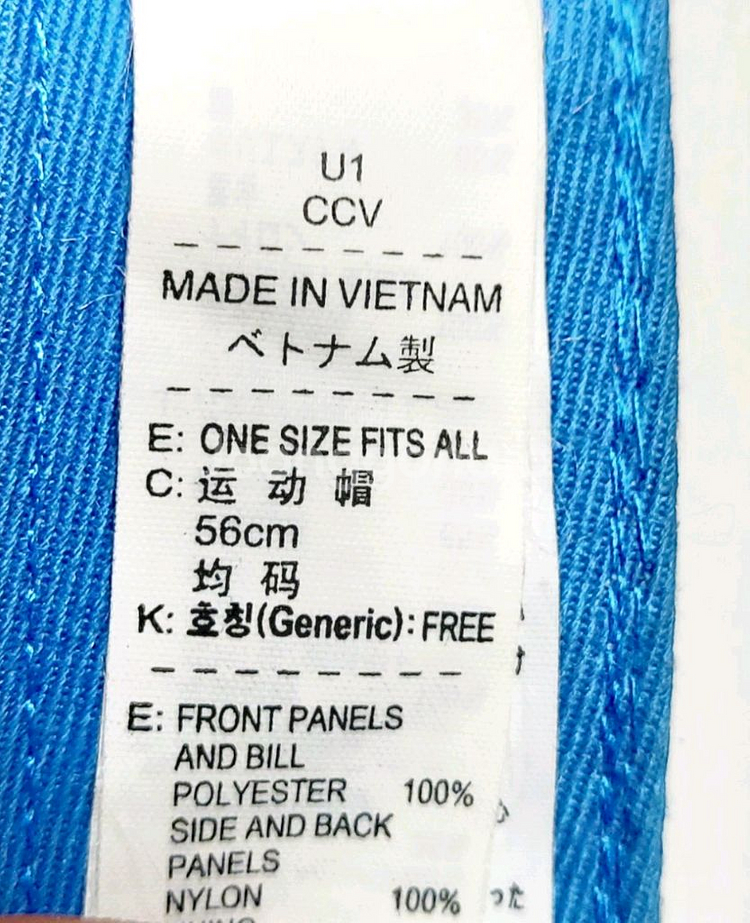 U1
CCV
MADE IN VIETNAM
ベトナム製
E: ONE SIZE FITS ALL
C: 运 动 帽
56cm
均 码
K: 호칭(Generic): FREE
E: FRONT PANELS
AND BILL
POLYESTER 100%
SIDE AND BACK
PANELS
NYLON 100%